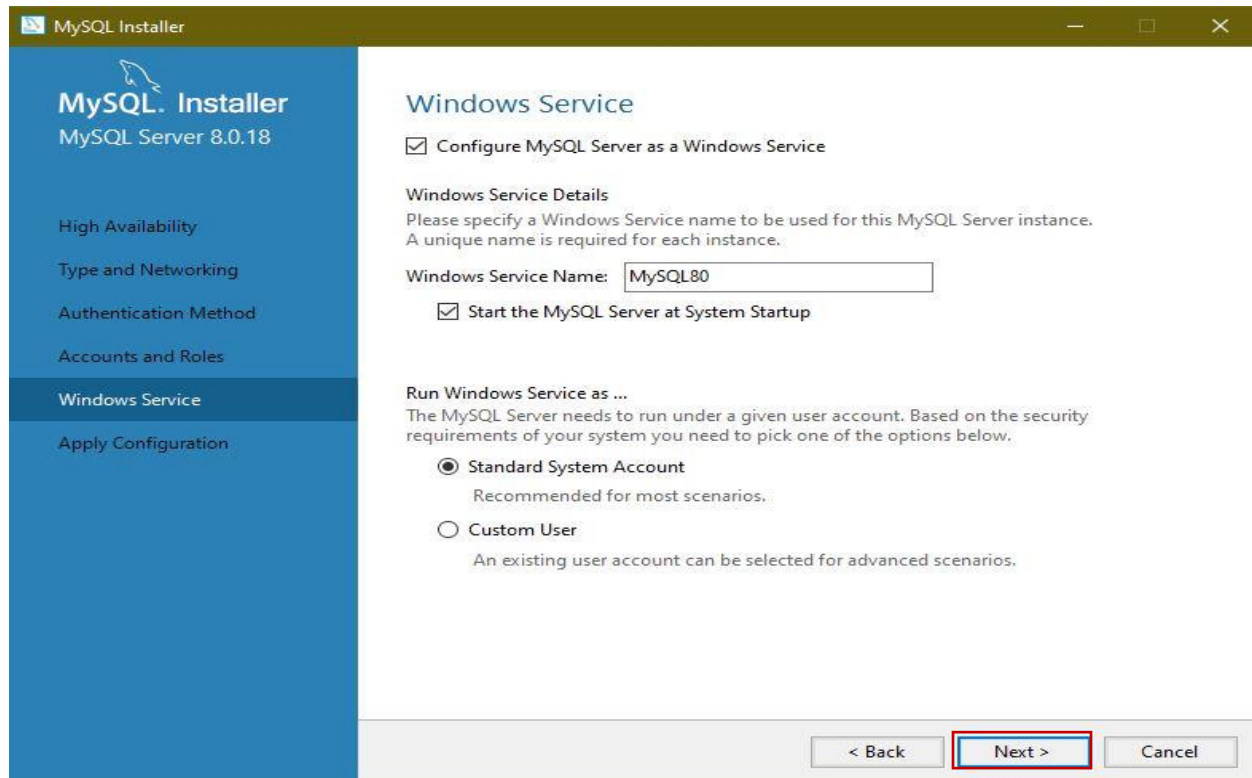 MySQL Installer
MySQL. Installer
MySQL Server 8.0.18
High Availability
Type and Networking
Authentication Method
Accounts and Roles
Windows Service
Apply Configuration
Windows Service
Configure MySQL Server as a Windows Service
Windows Service Details
Please specify a Windows Service name to be used for this MySQL Server instance.
A unique name is required for each instance.
Windows Service Name: MySQL80
Start the MySQL Server at System Startup
Run Windows Service as ...
The MySQL Server needs to run under a given user account. Based on the security
requirements of your system you need to pick one of the options below.
Standard System Account
Recommended for most scenarios.
Custom User
An existing user account can be selected for advanced scenarios.
< Back Next > Cancel